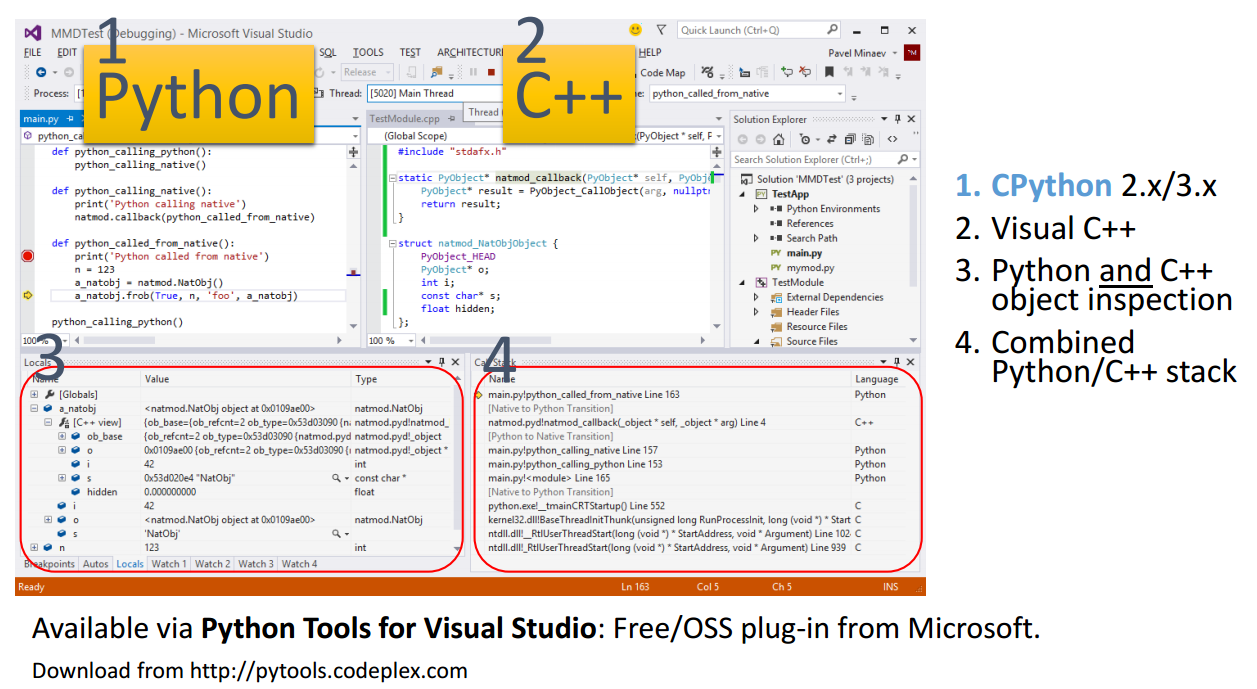 MMDTest (Debugging) - Microsoft Visual Studio
Quick Launch (Ctrl+Q)
FILE EDIT SQL TOOLS TEST ARCHITECTURE HELP
Pavel Minaev
Release
Code Map
Process:
Thread: [5020] Main Thread
python_called_from_native
Thread
1
Python
2
C++
main.py
def python_calling_python():
python_calling_native()
def python_calling_native():
print('Python calling native')
natmod.callback(python_called_from_native)
def python_called_from_native():
print('Python called from native')
n = 123
a_natobj = natmod.NatObj()
a_natobj.frob(True, n, 'foo', a_natobj)
python_calling_python()
100 %
TestModule.cpp
(Global Scope)
(PyObject * self, P
#include "stdafx.h"
static PyObject* natmod_callback(PyObject* self, PyObje
PyObject* result = PyObject_CallObject(arg, nullptr
return result;
}
struct natmod_NatObjObject {
PyObject_HEAD
PyObject* o;
int i;
const char* s;
float hidden;
};
100 %
Solution Explorer
Search Solution Explorer (Ctrl+;)
Solution 'MMDTest' (3 projects)
TestApp
Python Environments
References
Search Path
main.py
mymod.py
TestModule
External Dependencies
Header Files
Resource Files
Source Files
3
Locals
Name Value Type
[Globals]
a_natobj <natmod.NatObj object at 0x0109ae00> natmod.NatObj
[C++ view] {ob_base={ob_refcnt=2 ob_type=0x53d03090 {na natmod.pyd!natmod_
ob_base {ob_refcnt=2 ob_type=0x53d03090 {natmod.pyd natmod.pyd!_object
o 0x0109ae00 {ob_refcnt=2 ob_type=0x53d03090 {i natmod.pyd!_object *
i 42 int
s 0x53d020e4 "NatObj" const char *
hidden 0.000000000 float
i 42
o <natmod.NatObj object at 0x0109ae00> natmod.NatObj
s 'NatObj'
n 123 int
Breakpoints Autos Locals Watch 1 Watch 2 Watch 3 Watch 4
4
Call Stack
Name Language
main.py!python_called_from_native Line 163 Python
[Native to Python Transition]
natmod.pyd!natmod_callback(_object * self, _object * arg) Line 4 C++
[Python to Native Transition]
main.py!python_calling_native Line 157 Python
main.py!python_calling_python Line 153 Python
main.py!<module> Line 165 Python
[Native to Python Transition]
python.exe!__tmainCRTStartup() Line 552 C
kernel32.dll!BaseThreadInitThunk(unsigned long RunProcessInit, long (void *) * Start C
ntdll.dll!__RtlUserThreadStart(long (void *) * StartAddress, void * Argument) Line 102 C
ntdll.dll!_RtlUserThreadStart(long (void *) * StartAddress, void * Argument) Line 939 C
Ready Ln 163 Col 5 Ch 5 INS
1. CPython 2.x/3.x
2. Visual C++
3. Python and C++
object inspection
4. Combined
Python/C++ stack
Available via Python Tools for Visual Studio: Free/OSS plug-in from Microsoft.
Download from http://pytools.codeplex.com